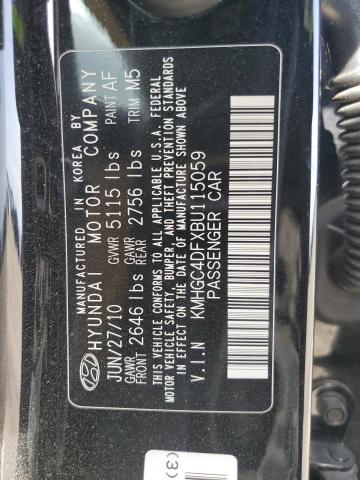 MANUFACTURED IN KOREA BY
HYUNDAI MOTOR COMPANY
JUN/27/10 GVWR 5115 lbs PAINT AF
GAWR FRONT 2646 lbs GAWR REAR 2756 lbs TRIM M5
THIS VEHICLE CONFORMS TO ALL APPLICABLE U.S.A. FEDERAL
MOTOR VEHICLE SAFETY, BUMPER, AND THEFT PREVENTION STANDARDS
IN EFFECT ON THE DATE OF MANUFACTURE SHOWN ABOVE
V.I.N KMHGC4DFXBU115059
PASSENGER CAR
(3)